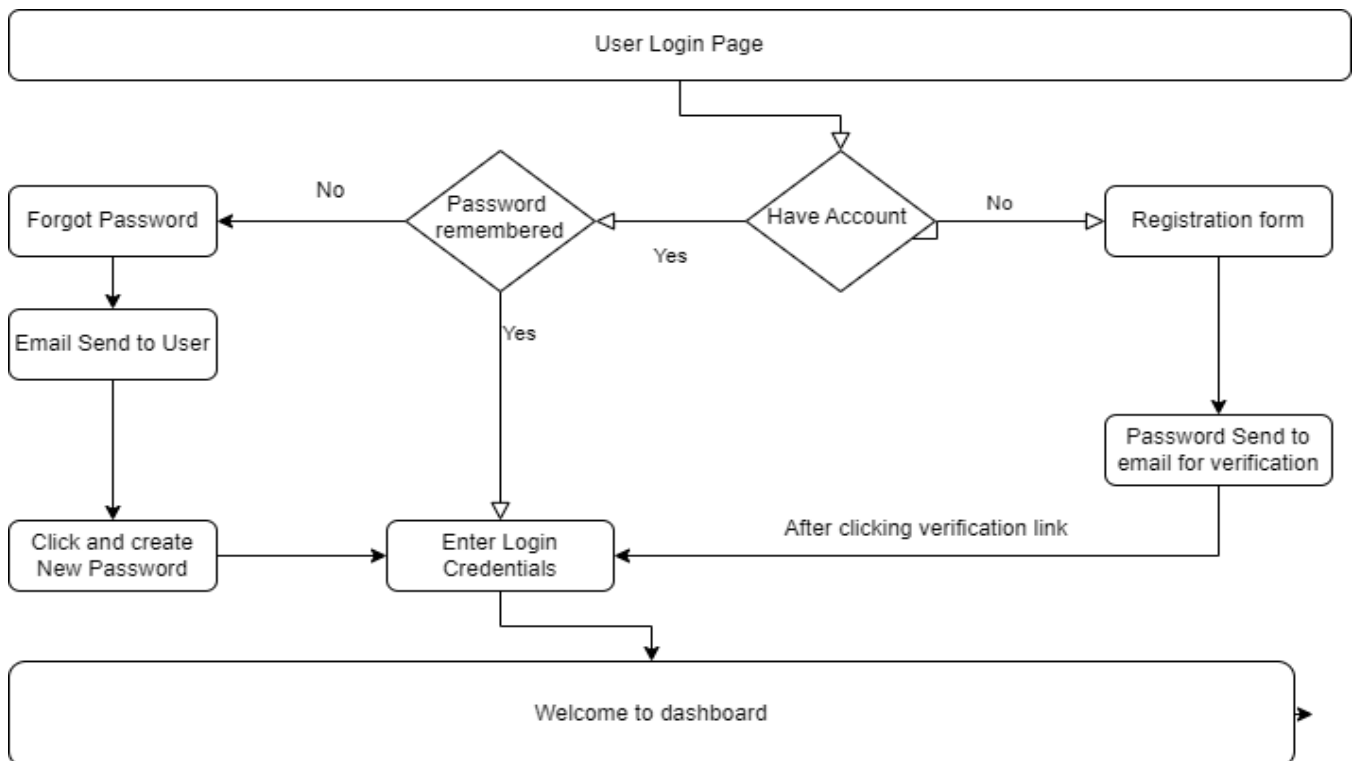 User Login Page
Password
remembered
Have Account
No
No
Forgot Password
Registration form
Yes
Yes
Email Send to User
Password Send to
email for verification
Click and create
New Password
Enter Login
Credentials
After clicking verification link
Welcome to dashboard